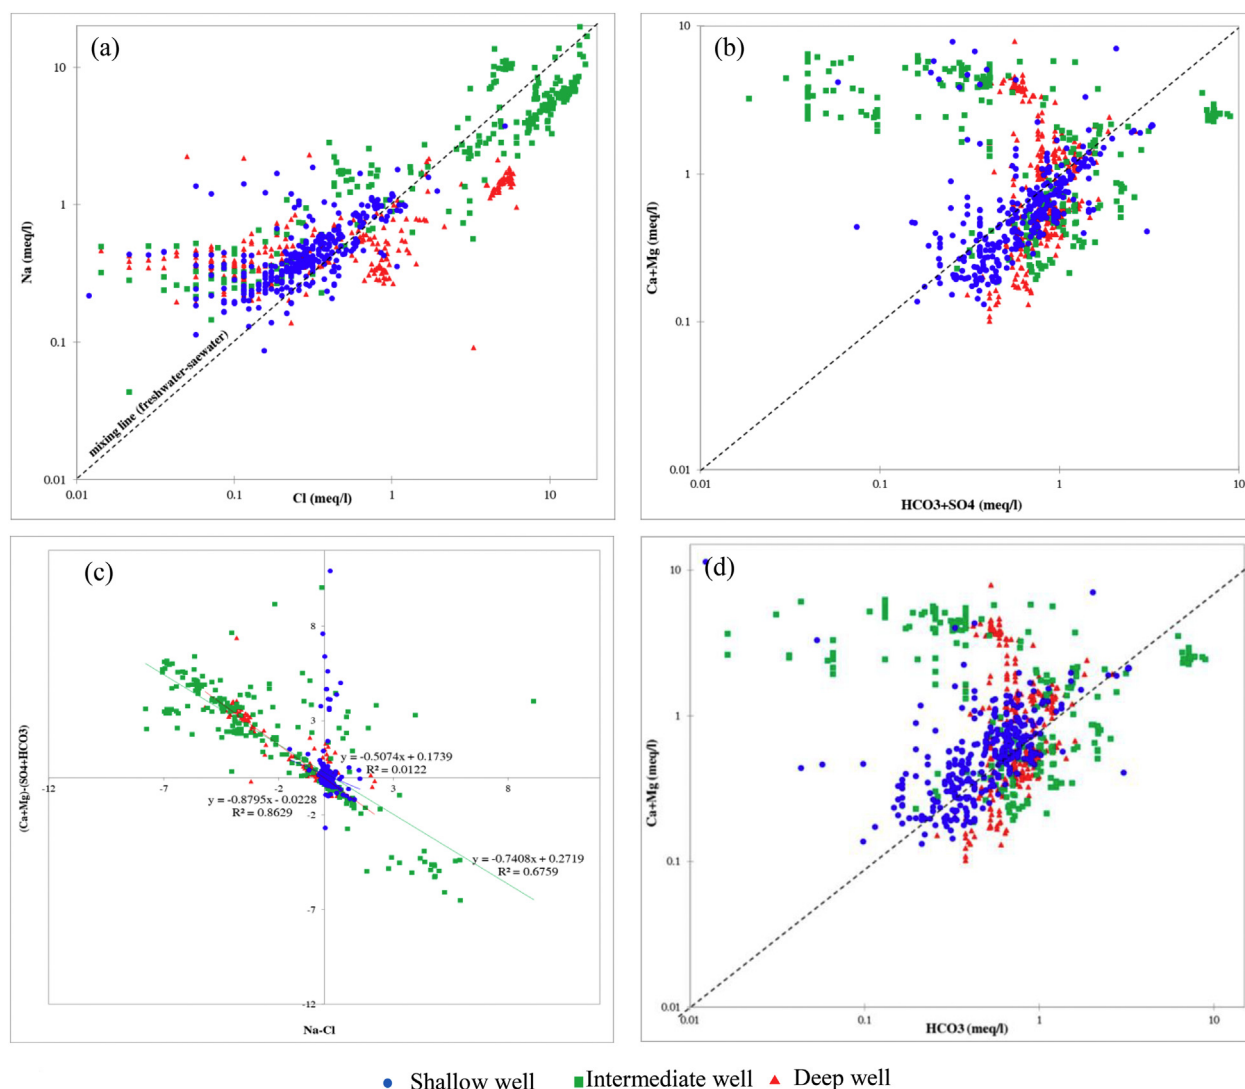 (a)
10
1
0.1
0.01
Na (meq/l)
mixing line (freshwater-saewater)
0.01
0.1
1
10
Cl (meq/l)
(b)
10
1
0.1
0.01
Ca+Mg (meq/l)
0.01
0.1
1
10
HCO3+SO4 (meq/l)
(c)
8
3
-2
-7
-12
(Ca+Mg)-(SO4+HCO3)
-12
-7
-2
3
8
y = -0.5074x + 0.1739
R² = 0.0122
y = -0.8795x - 0.0228
R² = 0.8629
y = -0.7408x + 0.2719
R² = 0.6759
Na-Cl
(d)
10
1
0.1
0.01
Ca+Mg (meq/l)
0.01
0.1
1
10
HCO3 (meq/l)
Shallow well Intermediate well Deep well